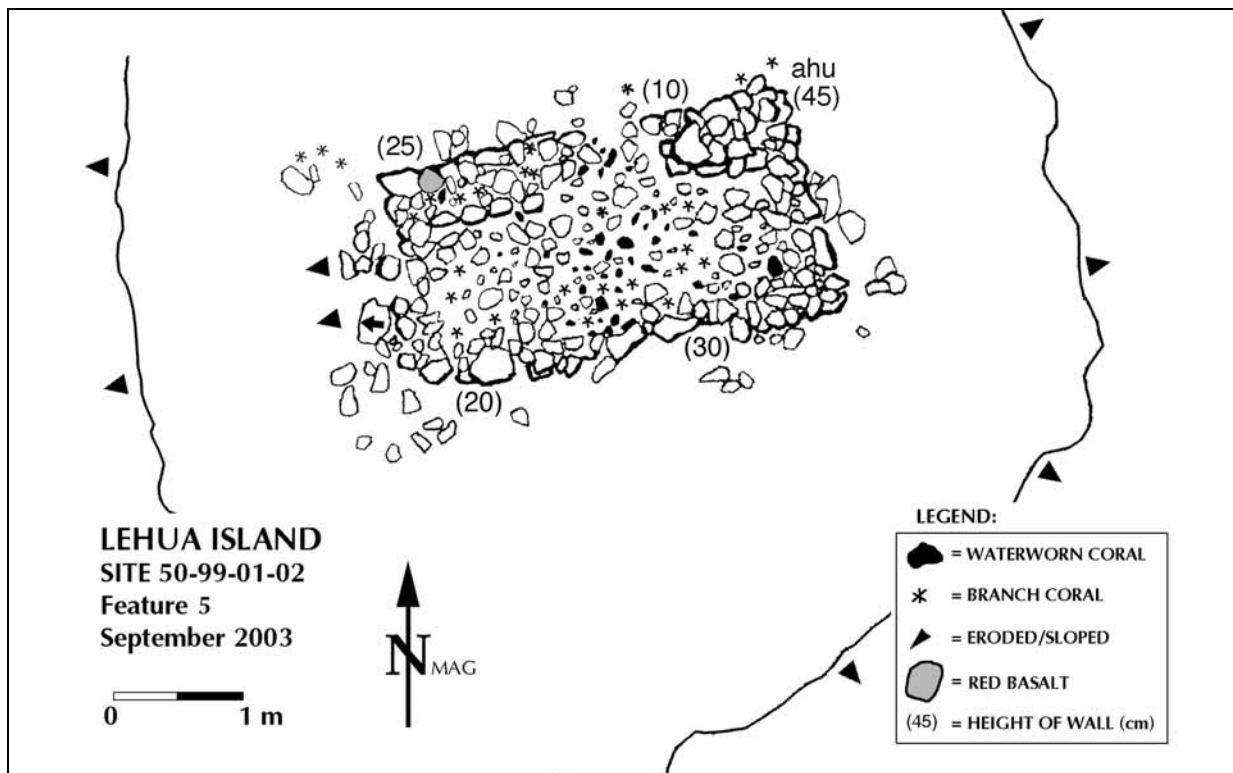 ahu
(10)
(45)
(25)
(30)
(20)
LEHUA ISLAND
SITE 50-99-01-02
Feature 5
September 2003
N MAG
0 1 m
LEGEND:
= WATERWORN CORAL
= BRANCH CORAL
= ERODED/SLOPED
= RED BASALT
(45) = HEIGHT OF WALL (cm)